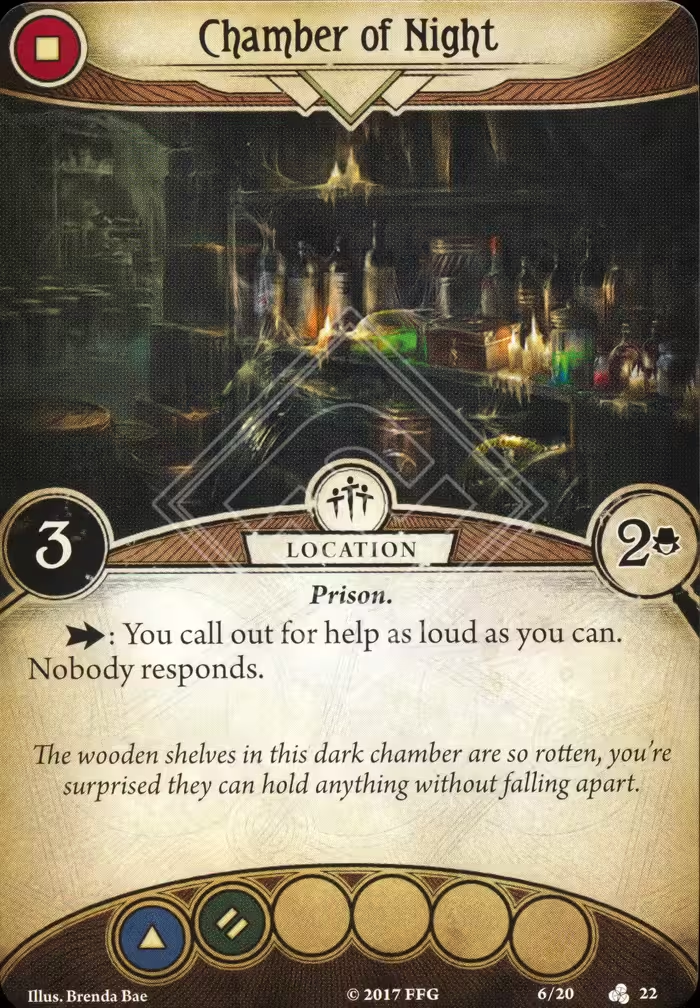 Chamber of Night
3
2
LOCATION
Prison.
: You call out for help as loud as you can.
Nobody responds.
The wooden shelves in this dark chamber are so rotten, you're
surprised they can hold anything without falling apart.
Illus. Brenda Bae
© 2017 FFG
6/20
22